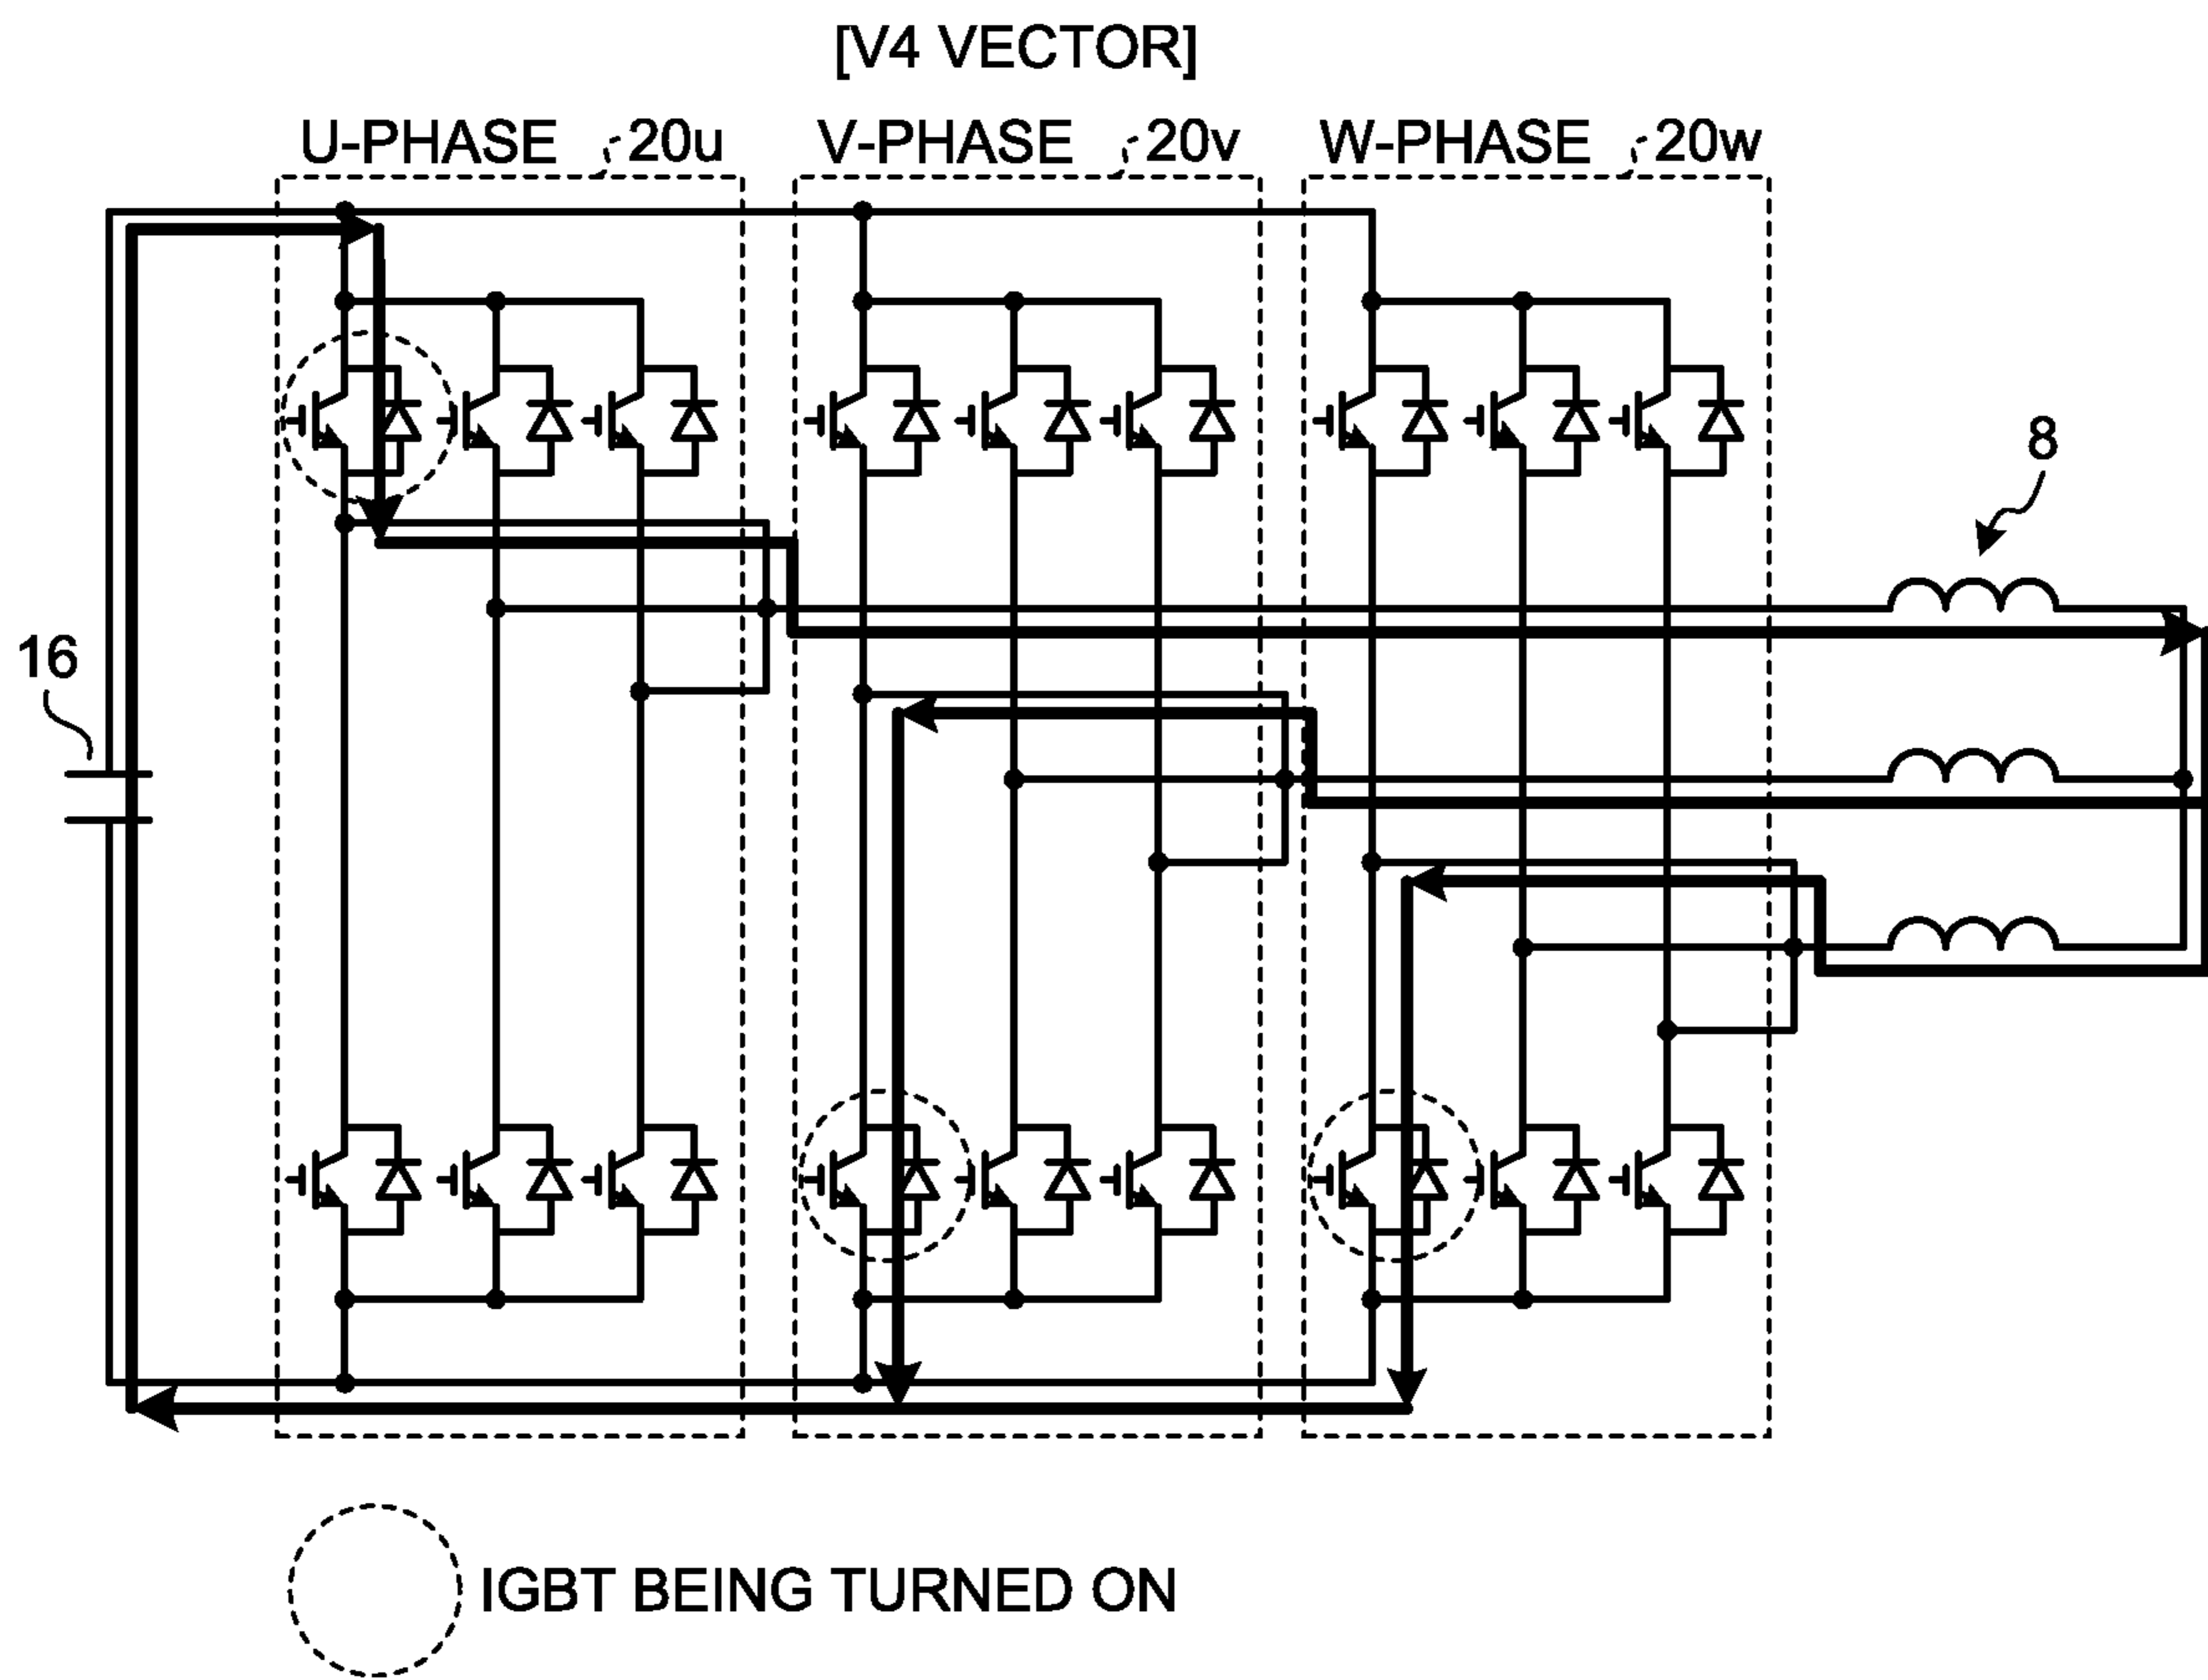 [V4 VECTOR]
U-PHASE 20u V-PHASE 20v W-PHASE 20w
8
16
IGBT BEING TURNED ON